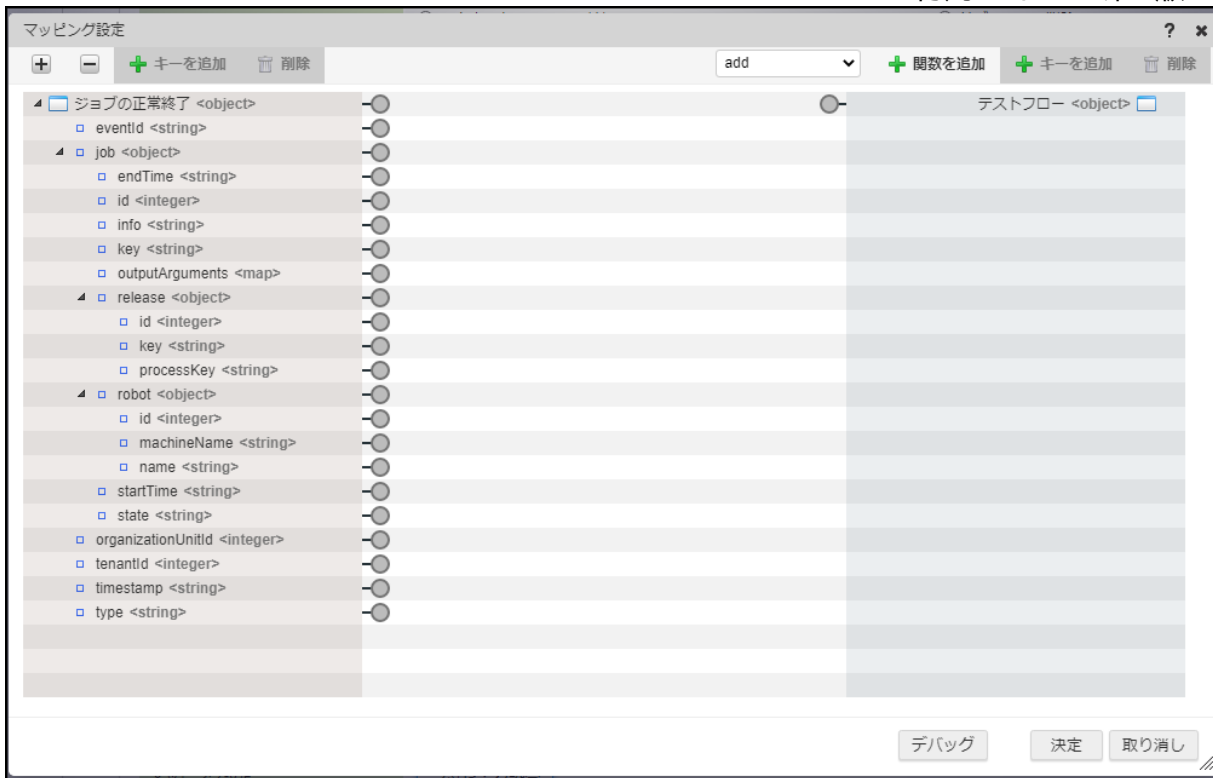 マッピング設定
? ×
+ − キーを追加 削除 add 関数を追加 キーを追加 削除
ジョブの正常終了 <object> テストフロー <object>
eventId <string>
job <object>
endTime <string>
id <integer>
info <string>
key <string>
outputArguments <map>
release <object>
id <integer>
key <string>
processKey <string>
robot <object>
id <integer>
machineName <string>
name <string>
startTime <string>
state <string>
organizationUnitId <integer>
tenantId <integer>
timestamp <string>
type <string>
デバッグ 決定 取り消し